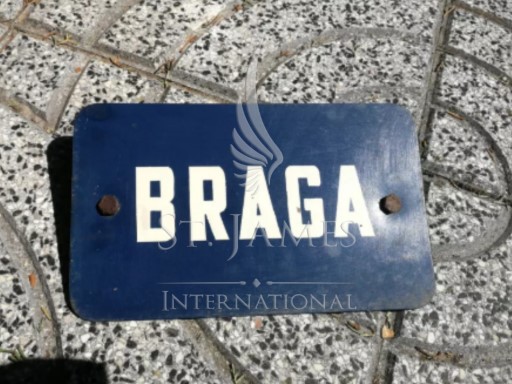 BRAGA
St. James
International